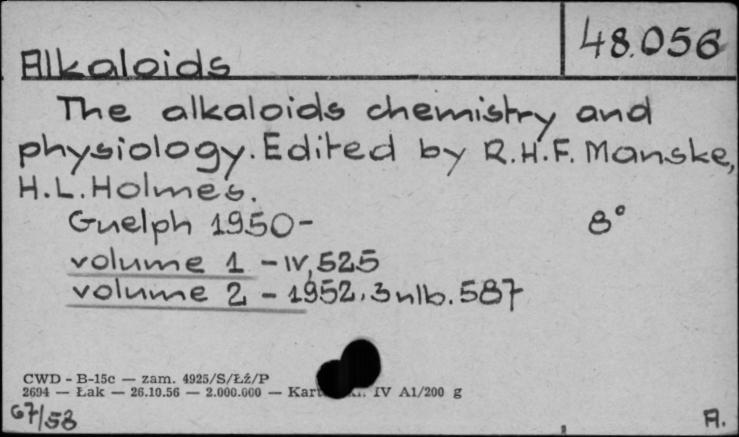 48.056
Alkaloids
The alkaloids chemistry and
physiology. Edited by R.H.F. Manske,
H.L. Holmes.
Guelph 1950- 8°
volume 1 - IV, 525
volume 2 - 1952. 3 nlb. 587
CWD - B-15c — zam. 4925/S/Łż/P
2694 — Łak — 26.10.56 — 2.000.000 — IV A1/200 g
67/58
A.